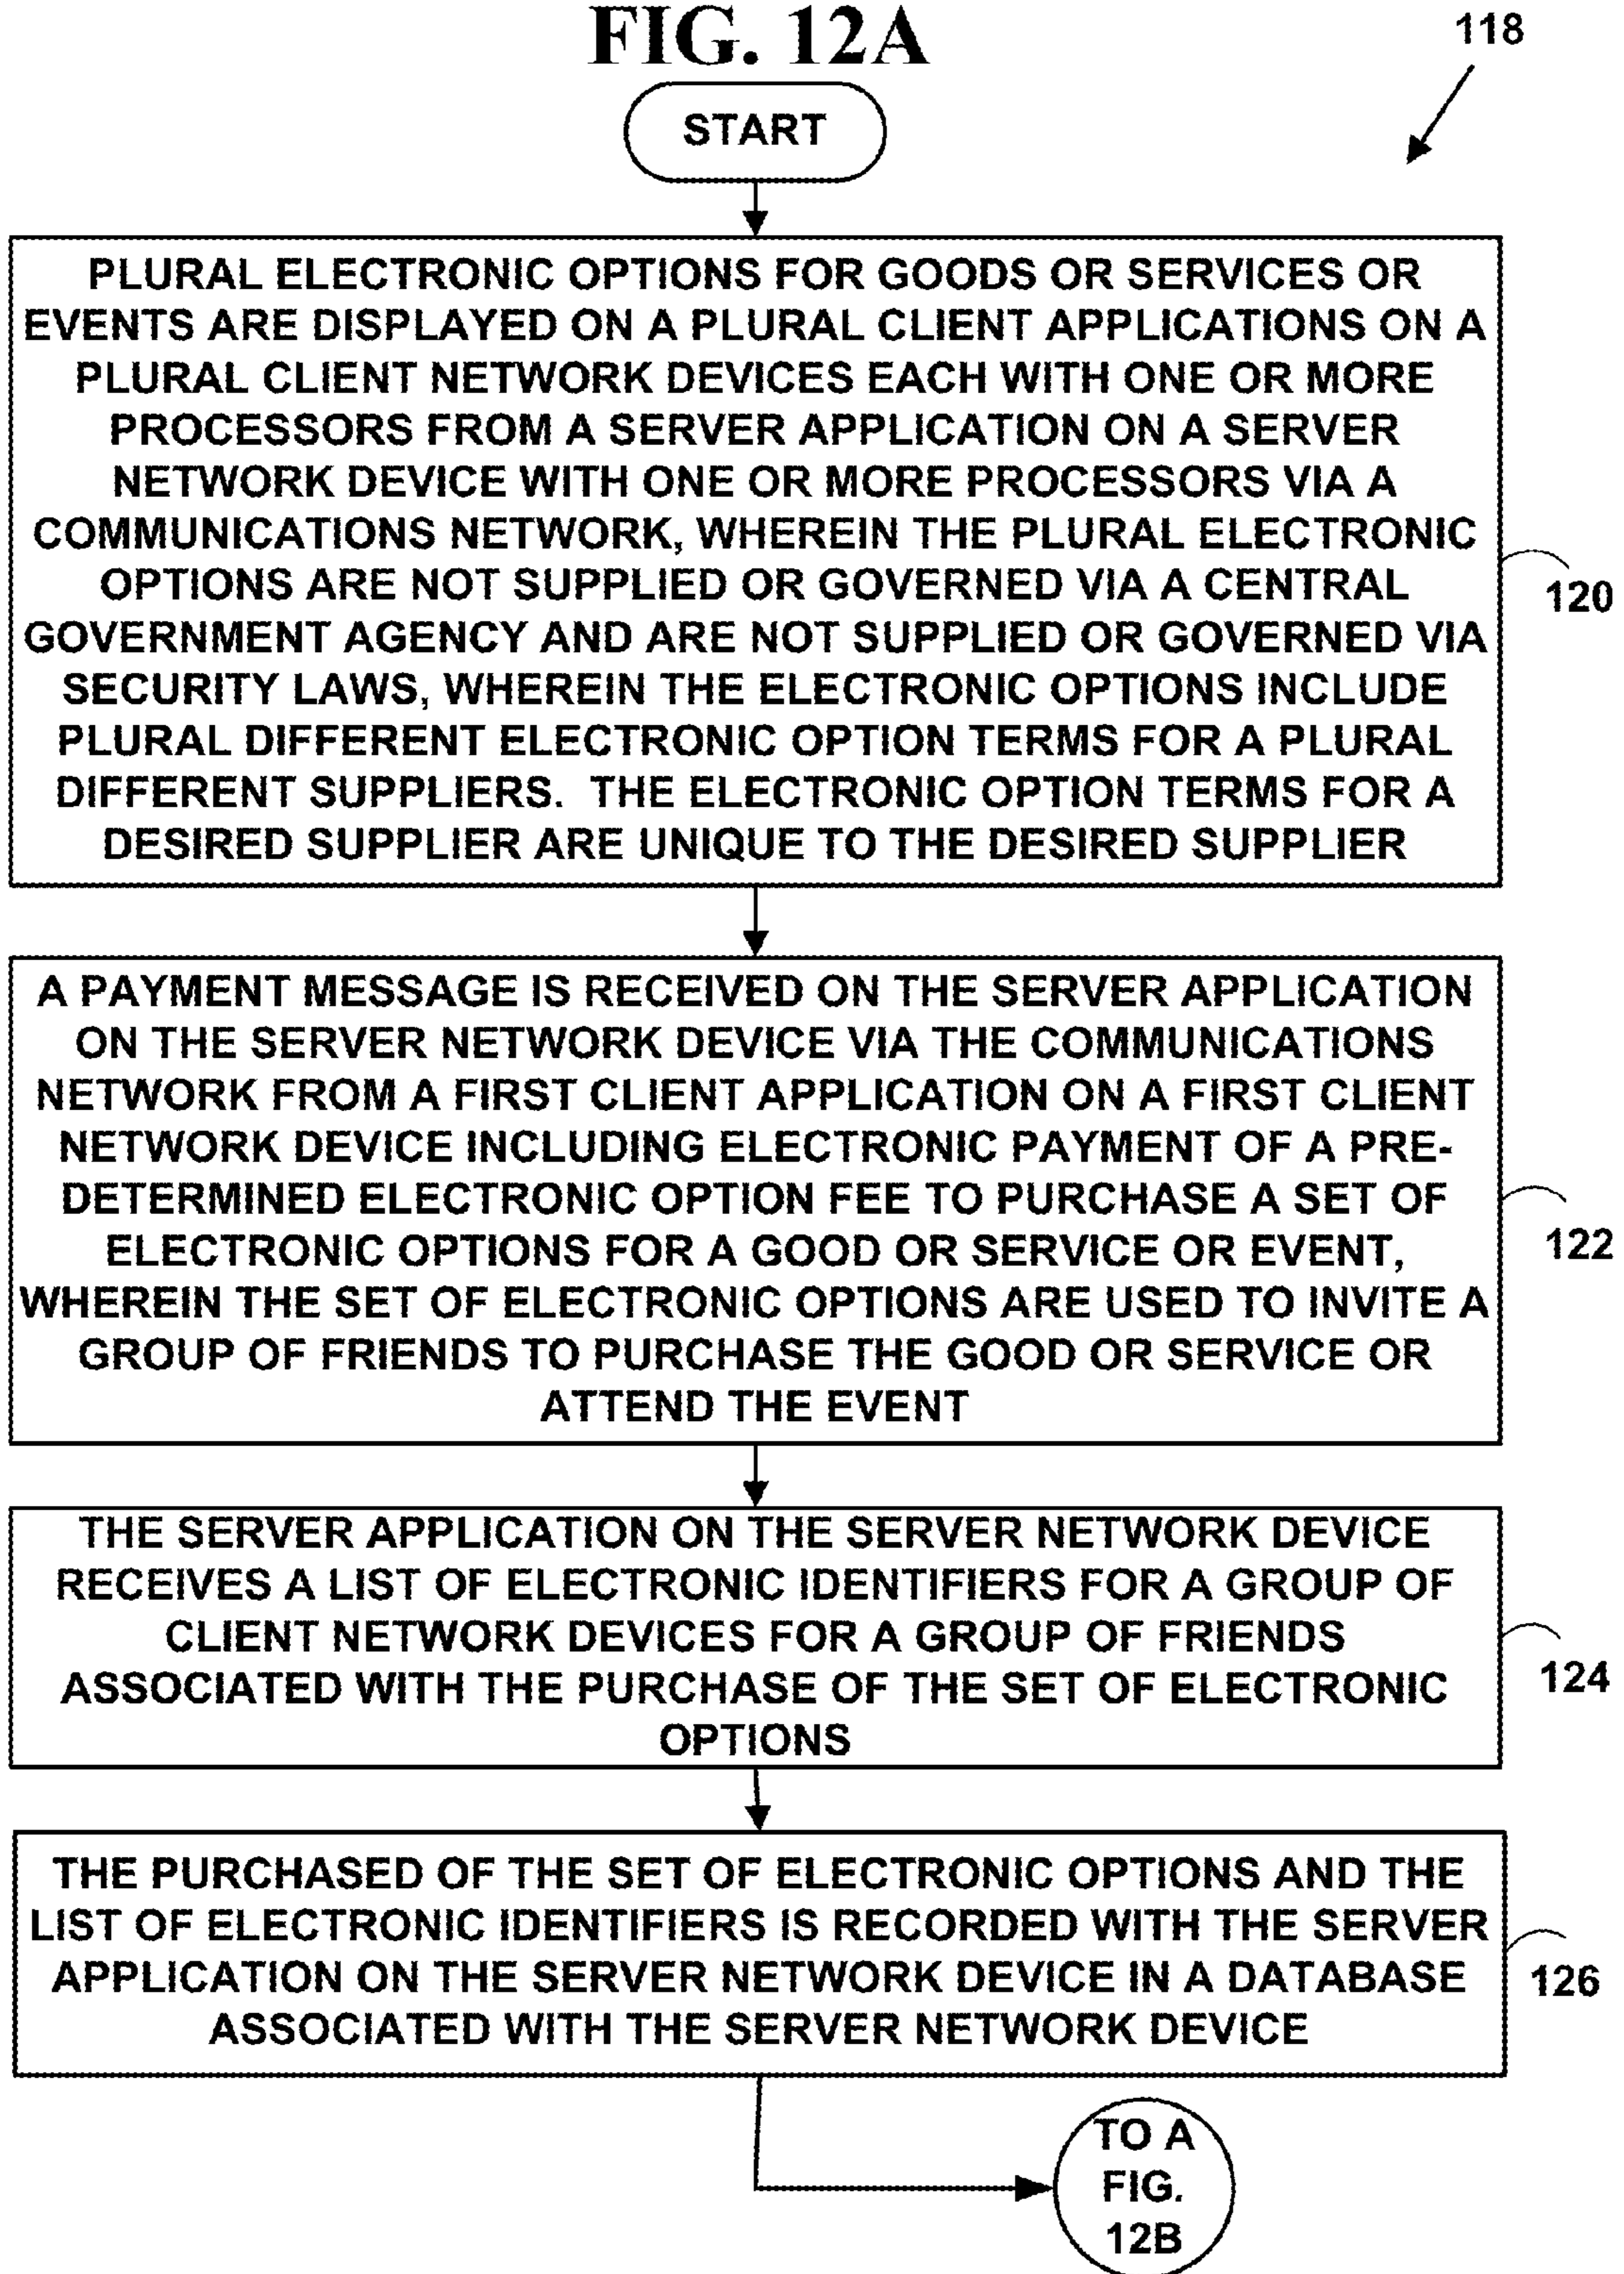 FIG. 12A
118
START
PLURAL ELECTRONIC OPTIONS FOR GOODS OR SERVICES OR
EVENTS ARE DISPLAYED ON A PLURAL CLIENT APPLICATIONS ON A
PLURAL CLIENT NETWORK DEVICES EACH WITH ONE OR MORE
PROCESSORS FROM A SERVER APPLICATION ON A SERVER
NETWORK DEVICE WITH ONE OR MORE PROCESSORS VIA A
COMMUNICATIONS NETWORK, WHEREIN THE PLURAL ELECTRONIC
OPTIONS ARE NOT SUPPLIED OR GOVERNED VIA A CENTRAL
GOVERNMENT AGENCY AND ARE NOT SUPPLIED OR GOVERNED VIA
SECURITY LAWS, WHEREIN THE ELECTRONIC OPTIONS INCLUDE
PLURAL DIFFERENT ELECTRONIC OPTION TERMS FOR A PLURAL
DIFFERENT SUPPLIERS. THE ELECTRONIC OPTION TERMS FOR A
DESIRED SUPPLIER ARE UNIQUE TO THE DESIRED SUPPLIER
120
A PAYMENT MESSAGE IS RECEIVED ON THE SERVER APPLICATION
ON THE SERVER NETWORK DEVICE VIA THE COMMUNICATIONS
NETWORK FROM A FIRST CLIENT APPLICATION ON A FIRST CLIENT
NETWORK DEVICE INCLUDING ELECTRONIC PAYMENT OF A PRE-
DETERMINED ELECTRONIC OPTION FEE TO PURCHASE A SET OF
ELECTRONIC OPTIONS FOR A GOOD OR SERVICE OR EVENT,
WHEREIN THE SET OF ELECTRONIC OPTIONS ARE USED TO INVITE A
GROUP OF FRIENDS TO PURCHASE THE GOOD OR SERVICE OR
ATTEND THE EVENT
122
THE SERVER APPLICATION ON THE SERVER NETWORK DEVICE
RECEIVES A LIST OF ELECTRONIC IDENTIFIERS FOR A GROUP OF
CLIENT NETWORK DEVICES FOR A GROUP OF FRIENDS
ASSOCIATED WITH THE PURCHASE OF THE SET OF ELECTRONIC
OPTIONS
124
THE PURCHASED OF THE SET OF ELECTRONIC OPTIONS AND THE
LIST OF ELECTRONIC IDENTIFIERS IS RECORDED WITH THE SERVER
APPLICATION ON THE SERVER NETWORK DEVICE IN A DATABASE
ASSOCIATED WITH THE SERVER NETWORK DEVICE
126
TO A
FIG.
12B